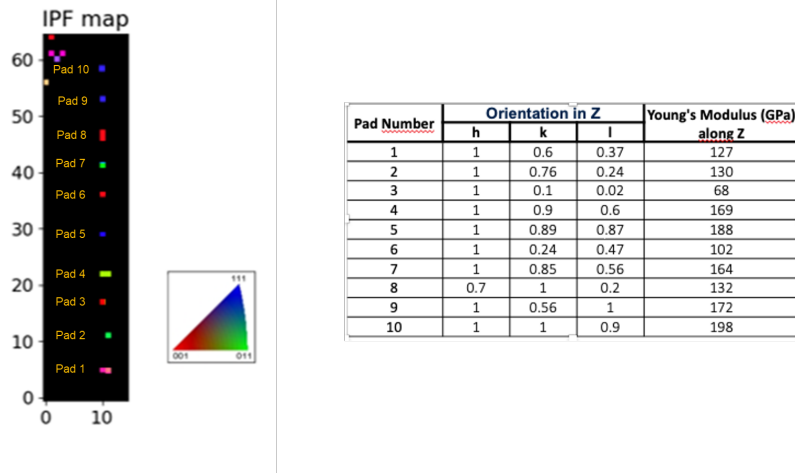 IPF map
60
Pad 10
50
Pad 9
Pad 8
40
Pad 7
Pad 6
30
Pad 5
20
Pad 4
Pad 3
10
Pad 2
Pad 1
0
0 10
111
001 011
Pad Number Orientation in Z Young's Modulus (GPa) along Z
h k l
1 1 0.6 0.37 127
2 1 0.76 0.24 130
3 1 0.1 0.02 68
4 1 0.9 0.6 169
5 1 0.89 0.87 188
6 1 0.24 0.47 102
7 1 0.85 0.56 164
8 0.7 1 0.2 132
9 1 0.56 1 172
10 1 1 0.9 198